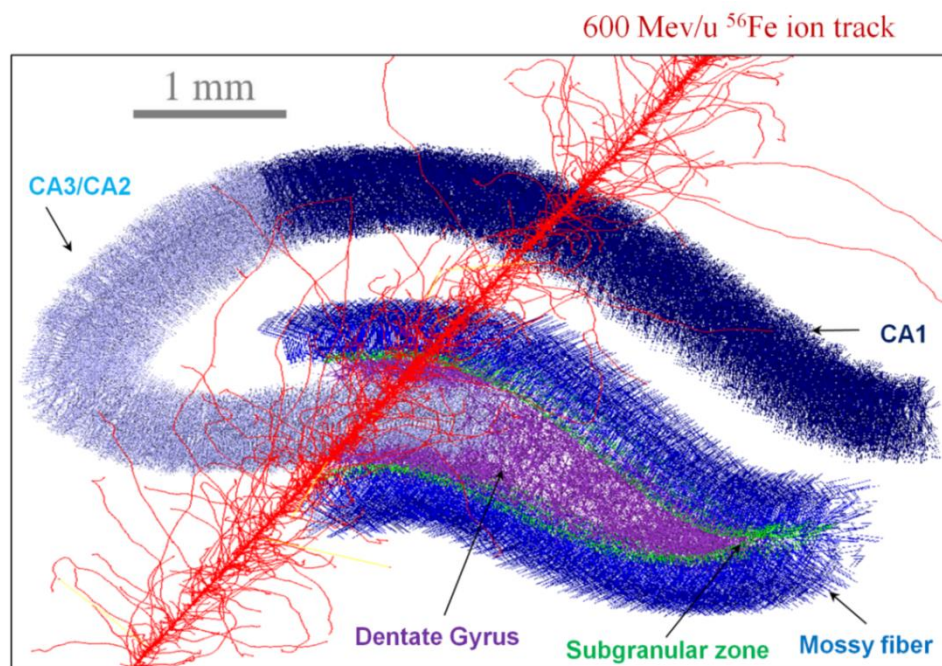 600 Mev/u ⁵⁶Fe ion track
1 mm
CA3/CA2
CA1
Dentate Gyrus
Subgranular zone
Mossy fiber